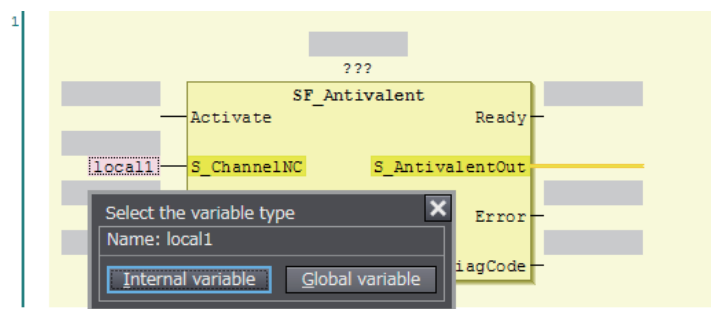 1
???
SF_Antivalent
Activate
Ready
local1
S_ChannelNC
S_AntivalentOut
Select the variable type
Name: local1
Error
Internal variable
Global variable
iagCode